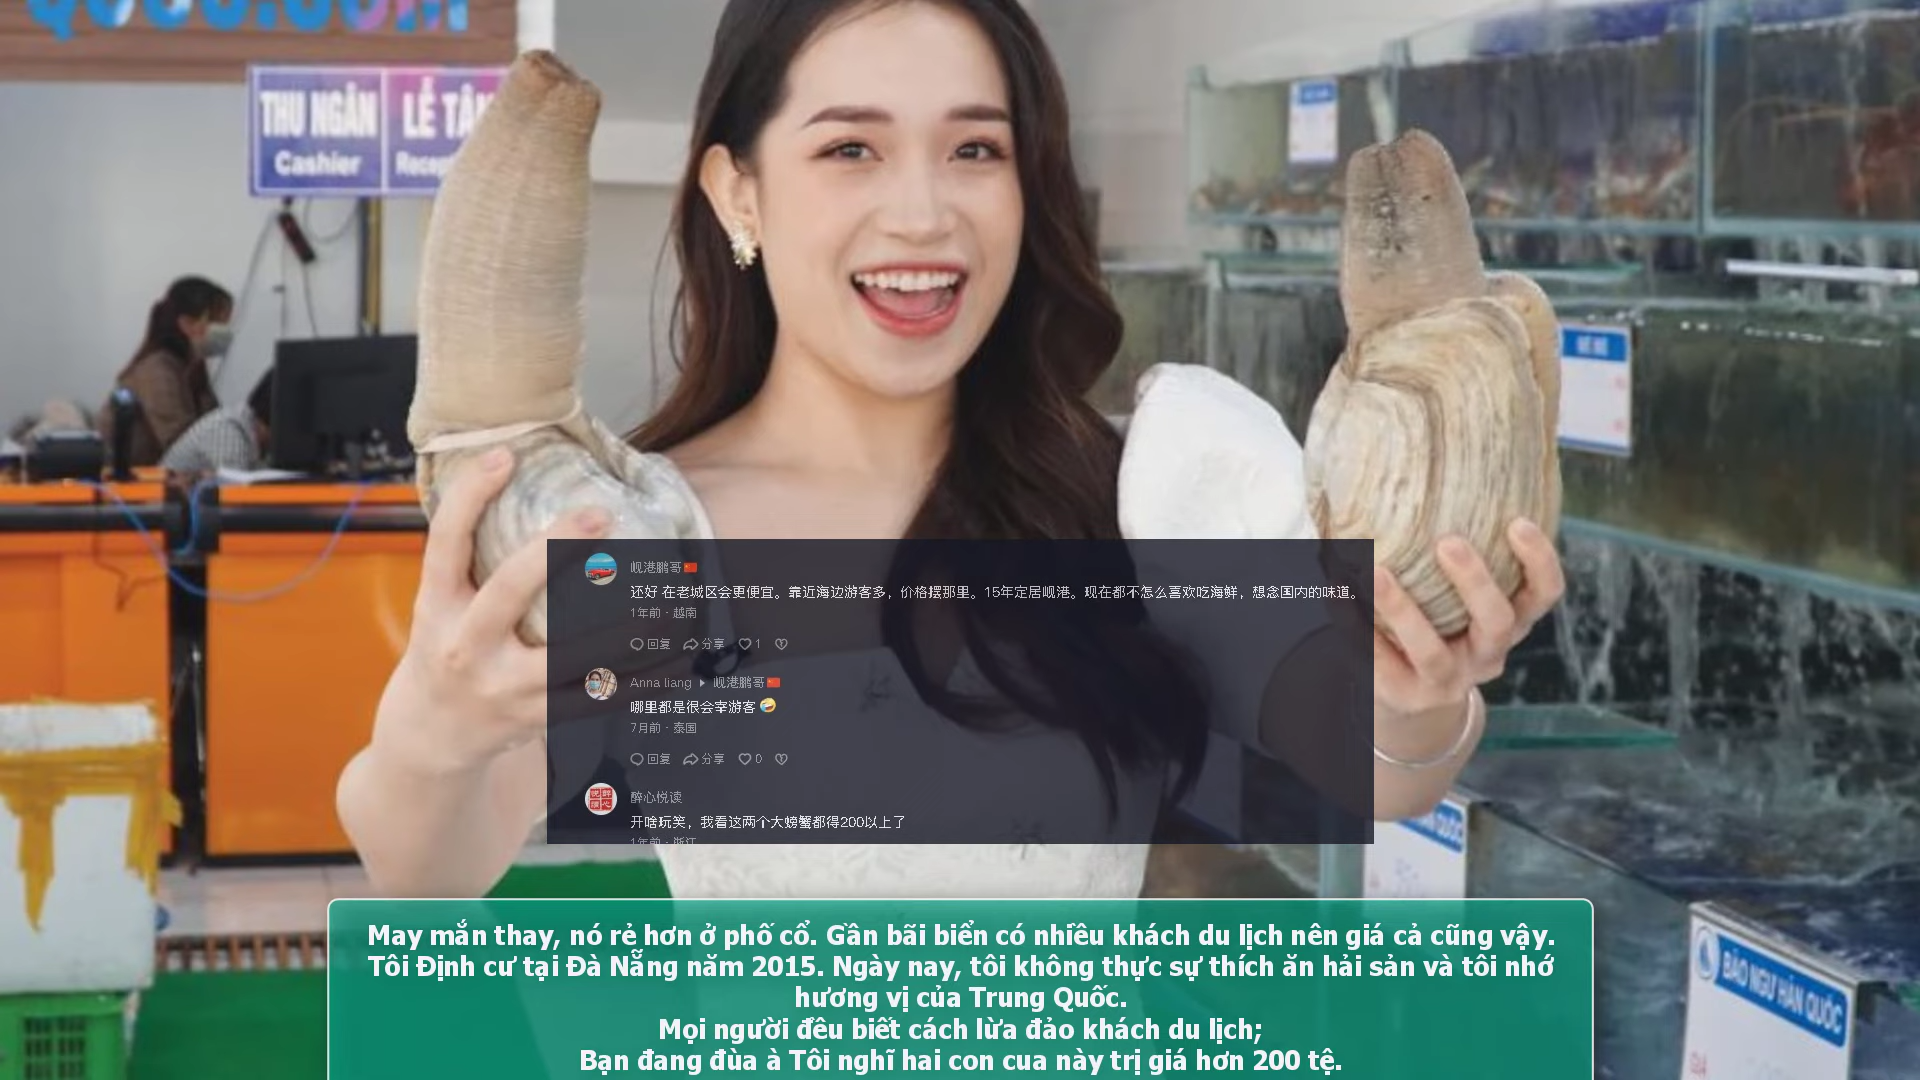 THU NGÂN
Cashier
LỄ TÂN
岘港鹏哥🇨🇳
还好 在老城区会更便宜。靠近海边游客多，价格摆那里。15年定居岘港。现在都不怎么喜欢吃海鲜，想念国内的味道。
1年前 · 越南
回复 分享 1
Anna liang ▸ 岘港鹏哥🇨🇳
哪里都是很会宰游客🤣
7月前 · 泰国
回复 分享 0
醉心悦读
开啥玩笑，我看这两个大螃蟹都得200以上了
1年前 · 浙江
BÀO NGƯ HÀN QUỐC
May mắn thay, nó rẻ hơn ở phố cổ. Gần bãi biển có nhiều khách du lịch nên giá cả cũng vậy.
Tôi Định cư tại Đà Nẵng năm 2015. Ngày nay, tôi không thực sự thích ăn hải sản và tôi nhớ
hương vị của Trung Quốc.
Mọi người đều biết cách lừa đảo khách du lịch;
Bạn đang đùa à Tôi nghĩ hai con cua này trị giá hơn 200 tệ.